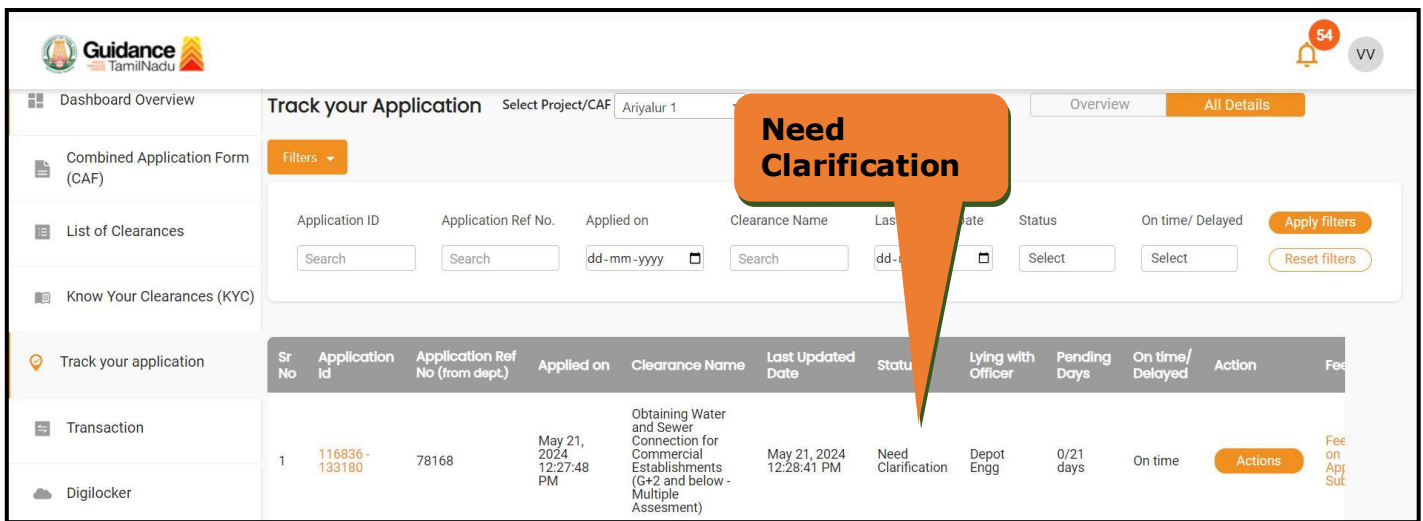 Guidance
TamilNadu
54
VV
Dashboard Overview
Combined Application Form
(CAF)
List of Clearances
Know Your Clearances (KYC)
Track your application
Transaction
Digilocker
Track your Application Select Project/CAF Ariyalur 1
Overview All Details
Need
Clarification
Filters
Application ID Application Ref No. Applied on Clearance Name Status On time/ Delayed Apply filters
Search Search dd-mm-yyyy Search Select Select Reset filters
Sr
No
Application
Id
Application Ref
No (from dept.)
Applied on
Clearance Name
Last Updated
Date
Lying with
Officer
Pending
Days
On time/
Delayed
Action
1
116836 -
133180
78168
May 21,
2024
12:27:48
PM
Obtaining Water
and Sewer
Connection for
Commercial
Establishments
(G+2 and below -
Multiple
Assesment)
May 21, 2024
12:28:41 PM
Need
Clarification
Depot
Engg
0/21
days
On time
Actions
on